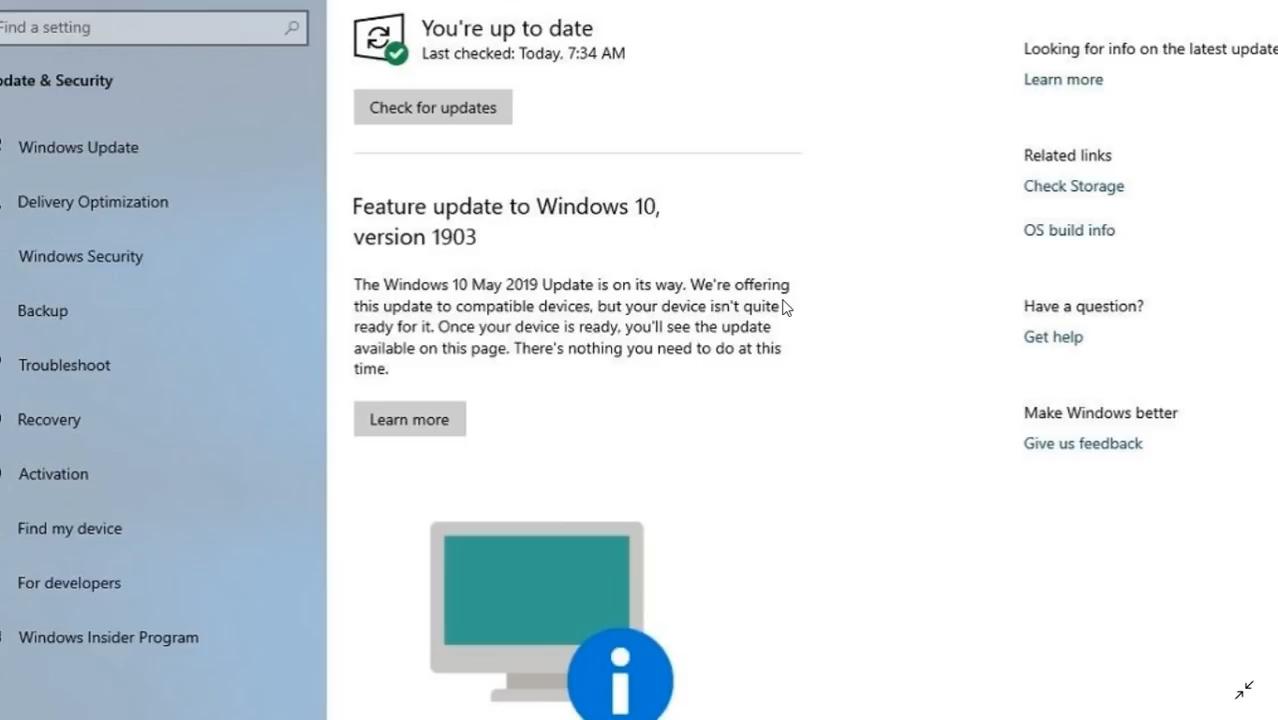 Find a setting
Update & Security
Windows Update
Delivery Optimization
Windows Security
Backup
Troubleshoot
Recovery
Activation
Find my device
For developers
Windows Insider Program
You're up to date
Last checked: Today, 7:34 AM
Check for updates
Feature update to Windows 10,
version 1903
The Windows 10 May 2019 Update is on its way. We're offering
this update to compatible devices, but your device isn't quite
ready for it. Once your device is ready, you'll see the update
available on this page. There's nothing you need to do at this
time.
Learn more
Looking for info on the latest update
Learn more
Related links
Check Storage
OS build info
Have a question?
Get help
Make Windows better
Give us feedback